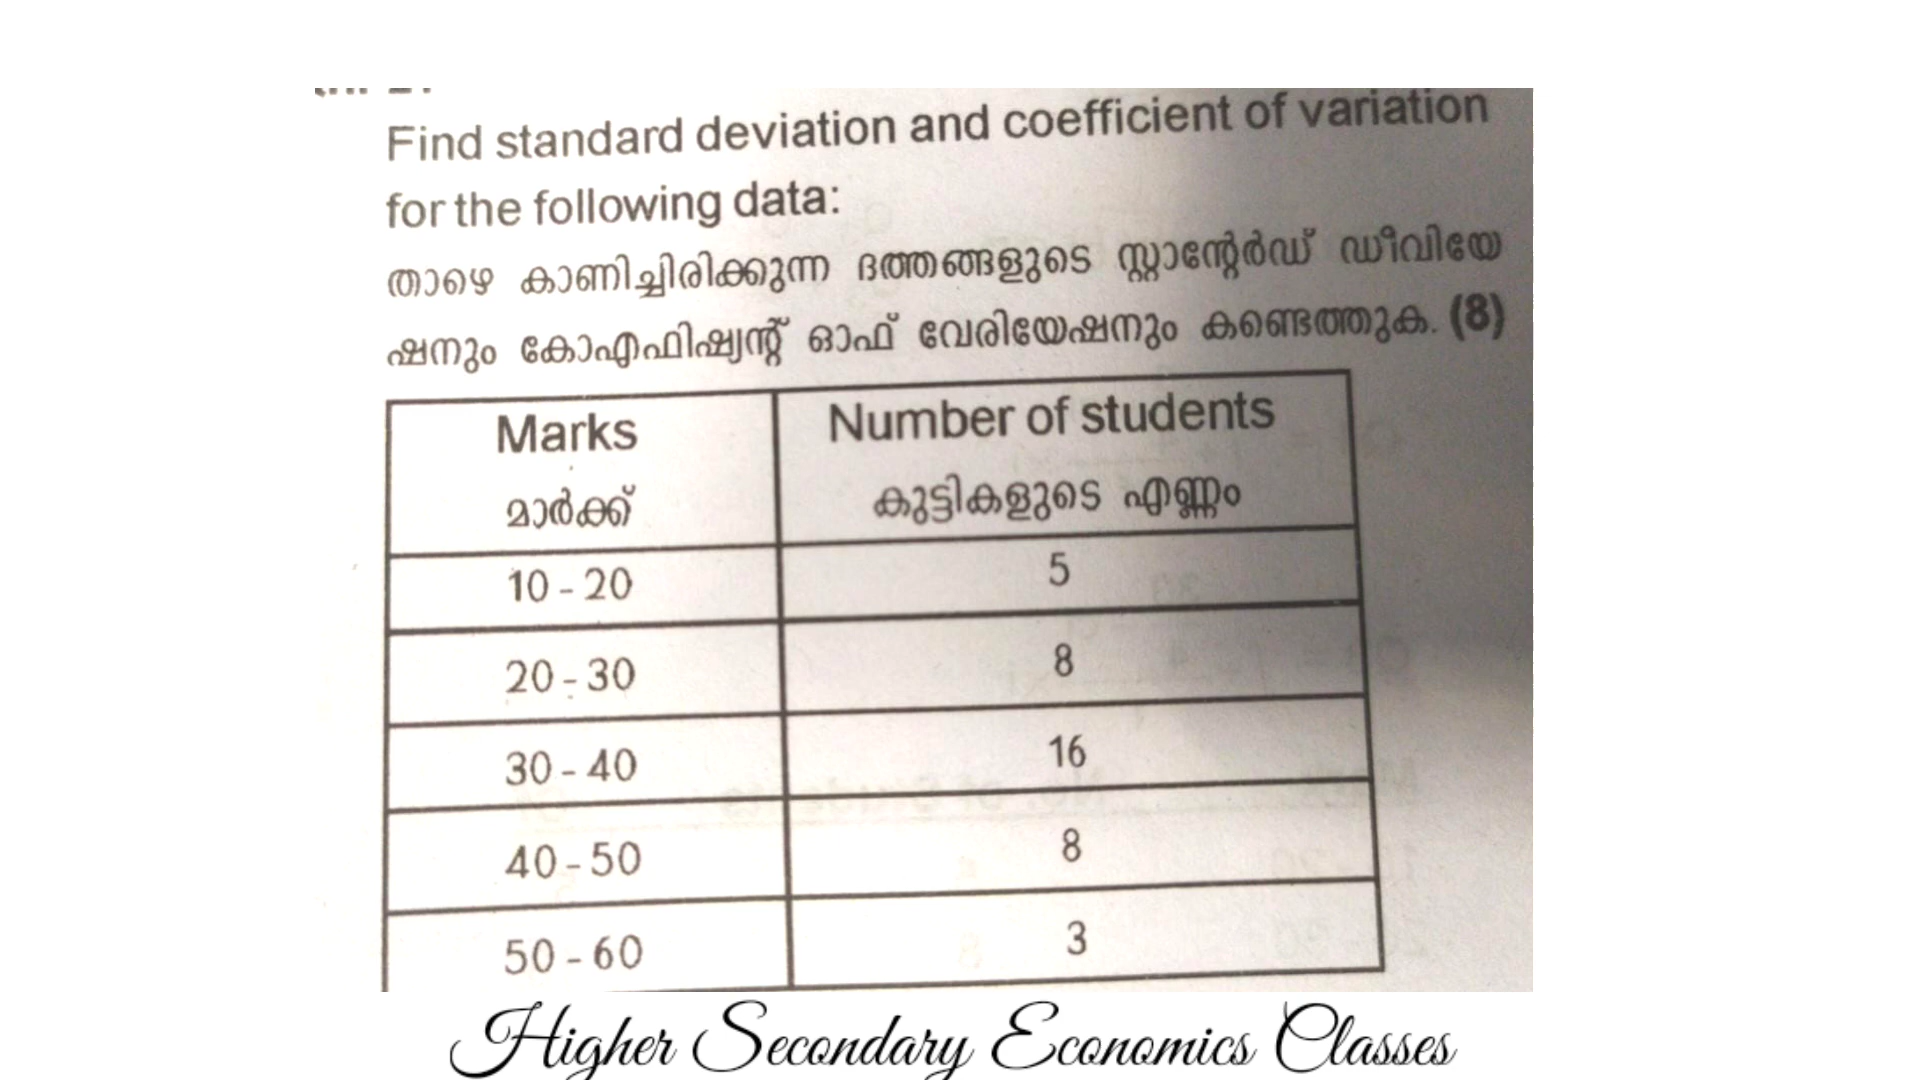 Find standard deviation and coefficient of variation
for the following data:
താഴെ കാണിച്ചിരിക്കുന്ന ദത്തങ്ങളുടെ സ്റ്റാന്റേർഡ് ഡീവിയേ
ഷനും കോഎഫിഷ്യന്റ് ഓഫ് വേരിയേഷനും കണ്ടെത്തുക. (8)
Marks Number of students
മാർക്ക് കുട്ടികളുടെ എണ്ണം
10 - 20 5
20 - 30 8
30 - 40 16
40 - 50 8
50 - 60 3
Higher Secondary Economics Classes